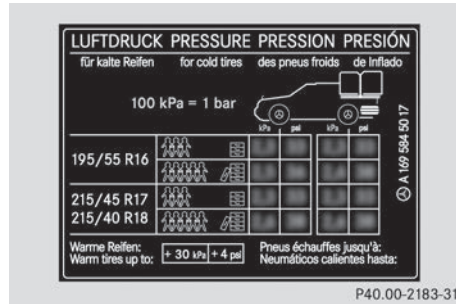 LUFTDRUCK PRESSURE PRESSION PRESIÓN
für kalte Reifen for cold tires des pneus froids de Inflado
100 kPa = 1 bar
kPa psi kPa psi
195/55 R16
215/45 R17
215/40 R18
Warme Reifen:
Warm tires up to:
+ 30 kPa + 4 psi
Pneus échauffes jusqu'à:
Neumáticos calientes hasta:
A 169 584 50 17
P40.00-2183-31